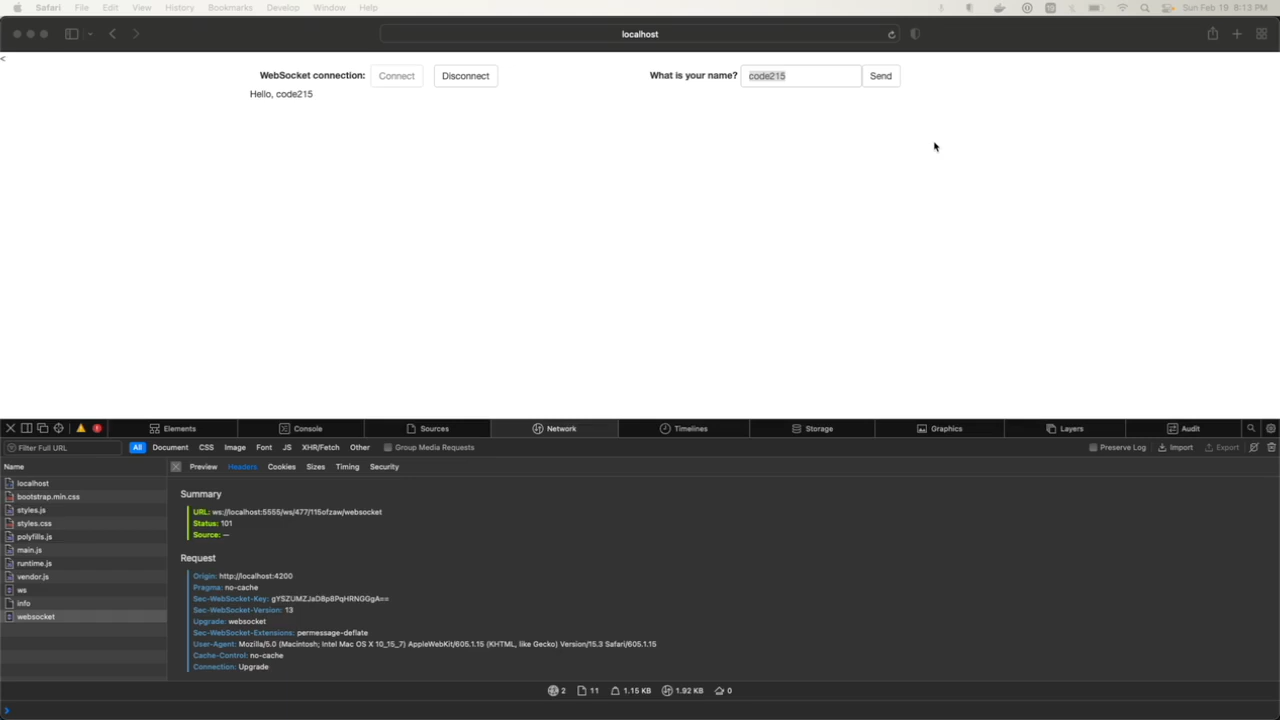 Safari File Edit View History Bookmarks Develop Window Help Sun Feb 19 8:13 PM
localhost
<
WebSocket connection: Connect Disconnect What is your name? code215 Send
Hello, code215
Elements Console Sources Network Timelines Storage Graphics Layers Audit
Filter Full URL All Document CSS Image Font JS XHR/Fetch Other Group Media Requests Preserve Log Import Export
Name Preview Headers Cookies Sizes Timing Security
localhost
bootstrap.min.css
styles.js
styles.css
polyfills.js
main.js
runtime.js
vendor.js
ws
info
websocket
Summary
URL: ws://localhost:5555/ws/477/115ofzaw/websocket
Status: 101
Source: —
Request
Origin: http://localhost:4200
Pragma: no-cache
Sec-WebSocket-Key: gYSZUMZJaD8p8PqHRNGGgA==
Sec-WebSocket-Version: 13
Upgrade: websocket
Sec-WebSocket-Extensions: permessage-deflate
User-Agent: Mozilla/5.0 (Macintosh; Intel Mac OS X 10_15_7) AppleWebKit/605.1.15 (KHTML, like Gecko) Version/15.3 Safari/605.1.15
Cache-Control: no-cache
Connection: Upgrade
2 11 1.15 KB 1.92 KB 0
>